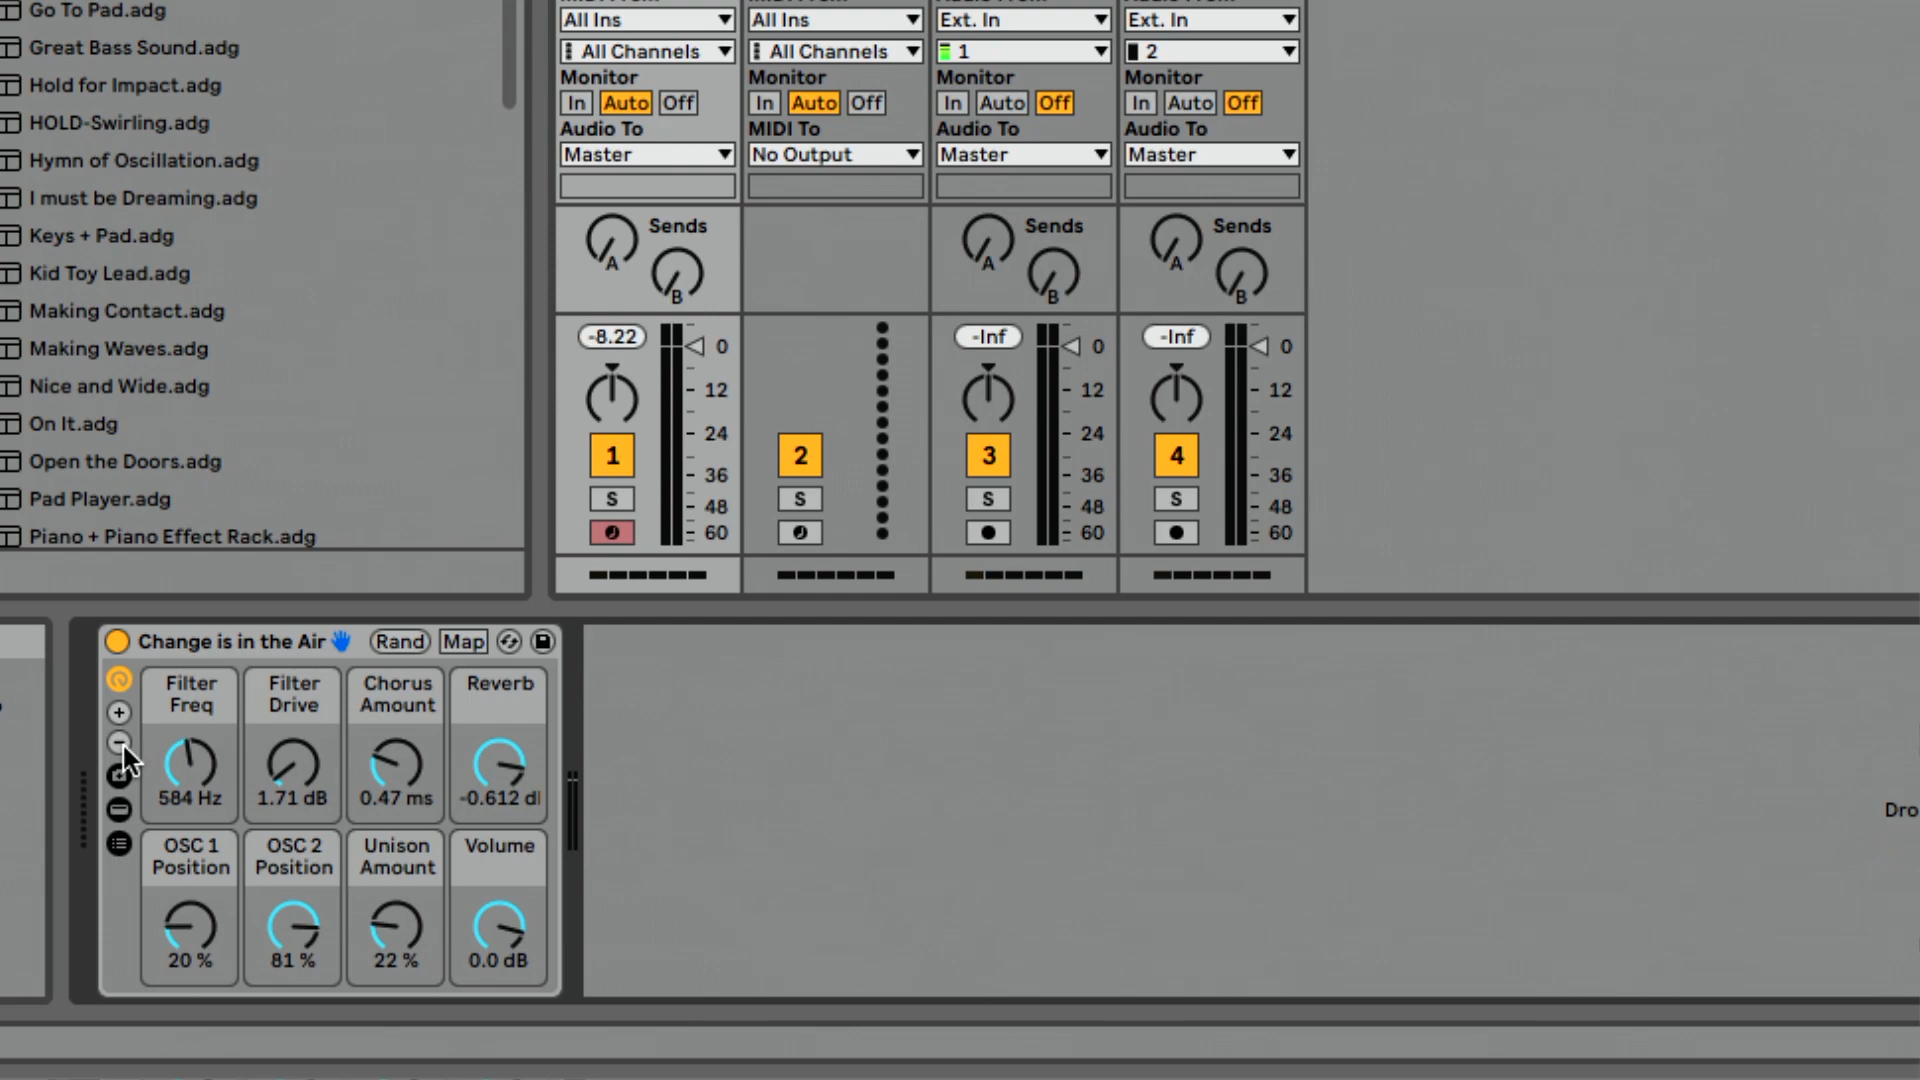 Go To Pad.adg
Great Bass Sound.adg
Hold for Impact.adg
HOLD-Swirling.adg
Hymn of Oscillation.adg
I must be Dreaming.adg
Keys + Pad.adg
Kid Toy Lead.adg
Making Contact.adg
Making Waves.adg
Nice and Wide.adg
On It.adg
Open the Doors.adg
Pad Player.adg
Piano + Piano Effect Rack.adg
All Ins All Ins Ext. In Ext. In
All Channels All Channels 1 2
Monitor Monitor Monitor Monitor
In Auto Off In Auto Off In Auto Off In Auto Off
Audio To MIDI To Audio To Audio To
Master No Output Master Master
Sends Sends Sends
A A A
B B B
-8.22 0 -Inf 0 -Inf 0
12 12 12
24 24 24
1 2 3 4
36 36 36
S S S S
48 48 48
60 60 60
Change is in the Air Rand Map
Filter Filter Chorus Reverb
Freq Drive Amount
584 Hz 1.71 dB 0.47 ms -0.612 d
OSC 1 OSC 2 Unison Volume
Position Position Amount
20 % 81 % 22 % 0.0 dB
Dro